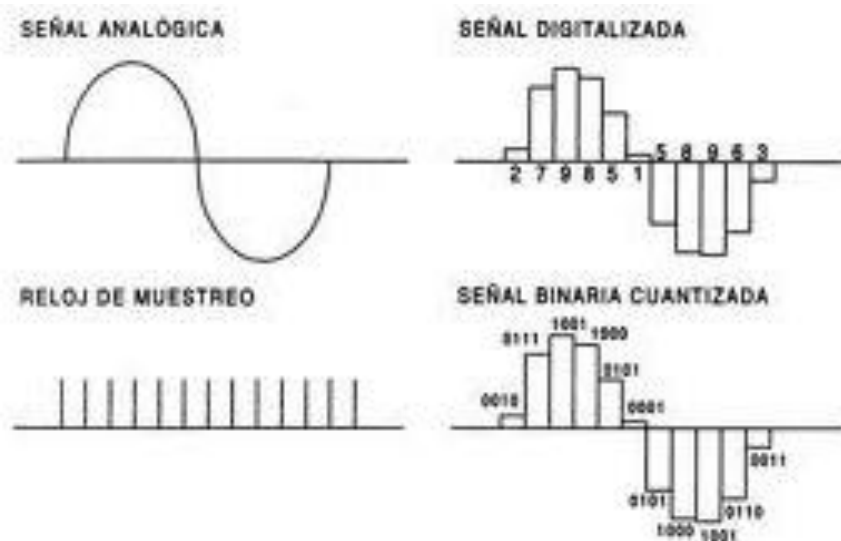 SEÑAL ANALÓGICA
SEÑAL DIGITALIZADA
5 8 9 6 3
2 7 9 8 5 1
RELOJ DE MUESTREO
SEÑAL BINARIA CUANTIZADA
1001
0111 1000
0101
0010 0001
0011
0101 0110
1000 1001